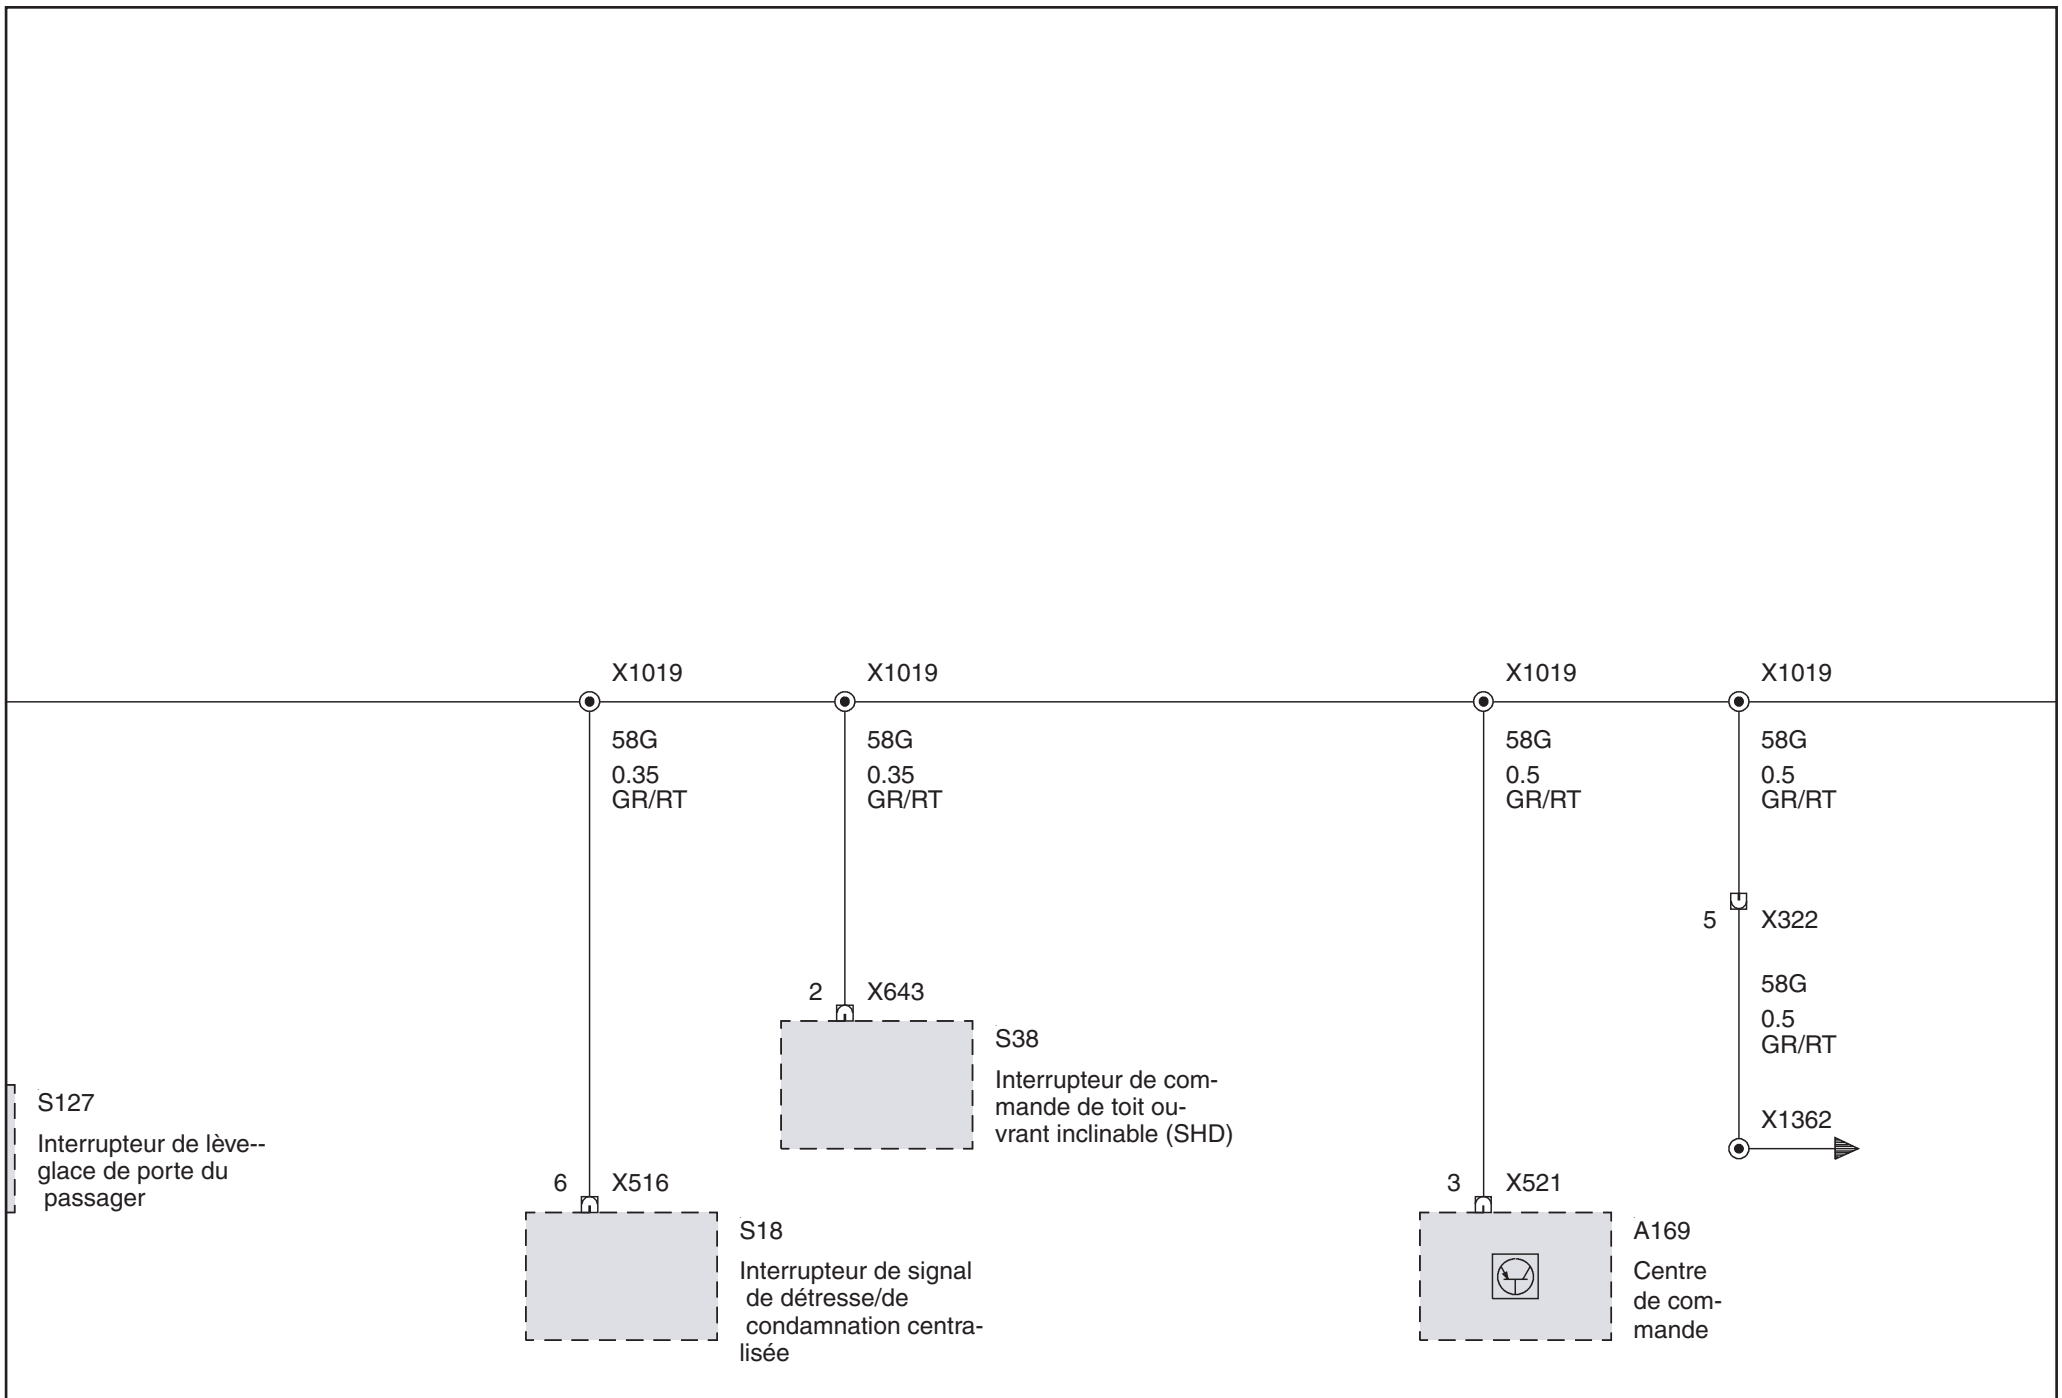 X1019
X1019
X1019
X1019
58G
0.35
GR/RT
58G
0.35
GR/RT
58G
0.5
GR/RT
58G
0.5
GR/RT
5
X322
58G
0.5
GR/RT
X1362
2
X643
S38
Interrupteur de com-
mande de toit ou-
vrant inclinable (SHD)
S127
Interrupteur de lève--
glace de porte du
passager
6
X516
S18
Interrupteur de signal
de détresse/de
condamnation centra-
lisée
3
X521
A169
Centre
de com-
mande